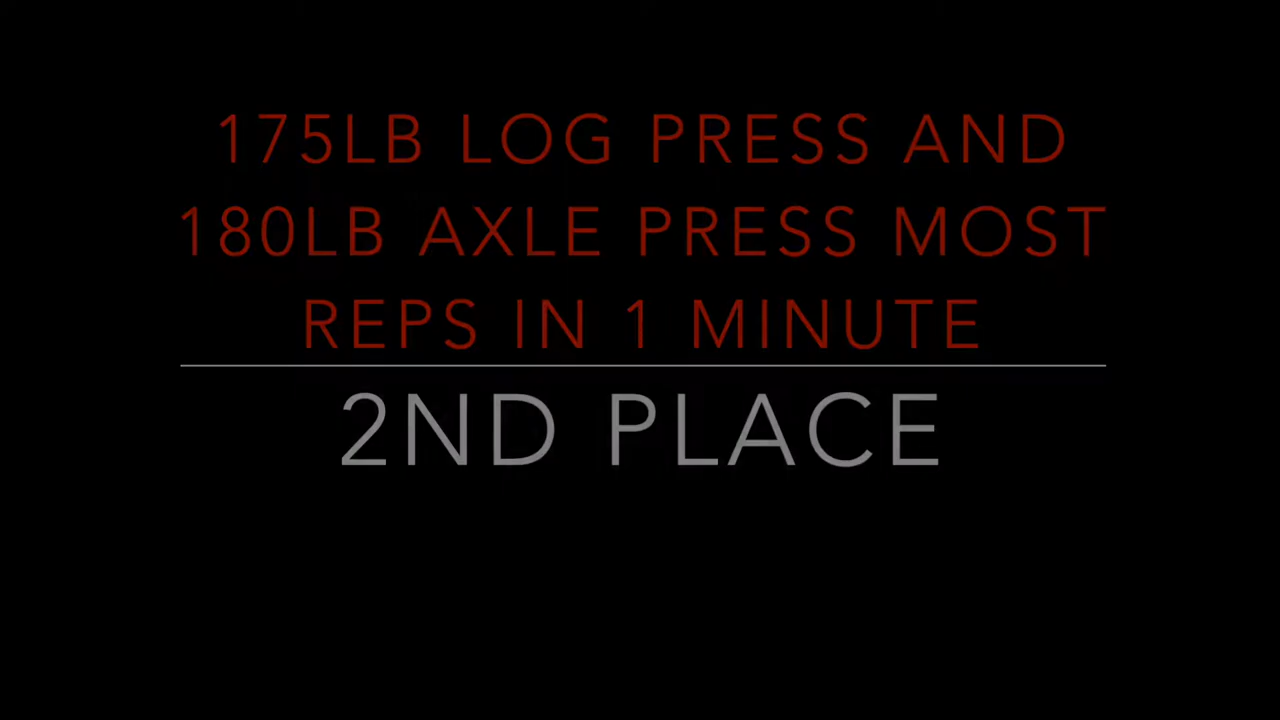 175LB LOG PRESS AND
180LB AXLE PRESS MOST
REPS IN 1 MINUTE
2ND PLACE